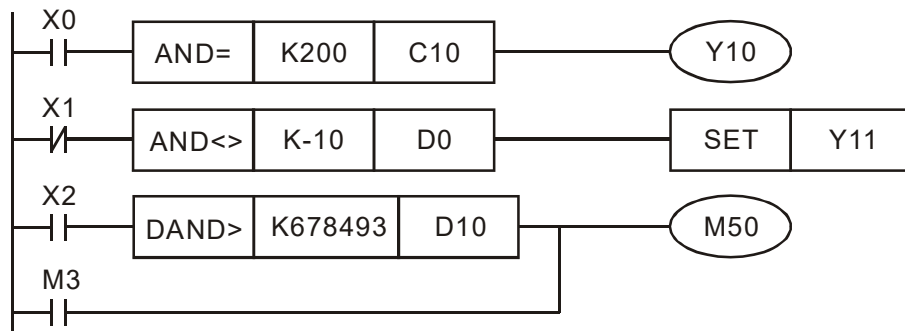 X0
AND= K200 C10 Y10
X1
AND<> K-10 D0 SET Y11
X2
DAND> K678493 D10 M50
M3